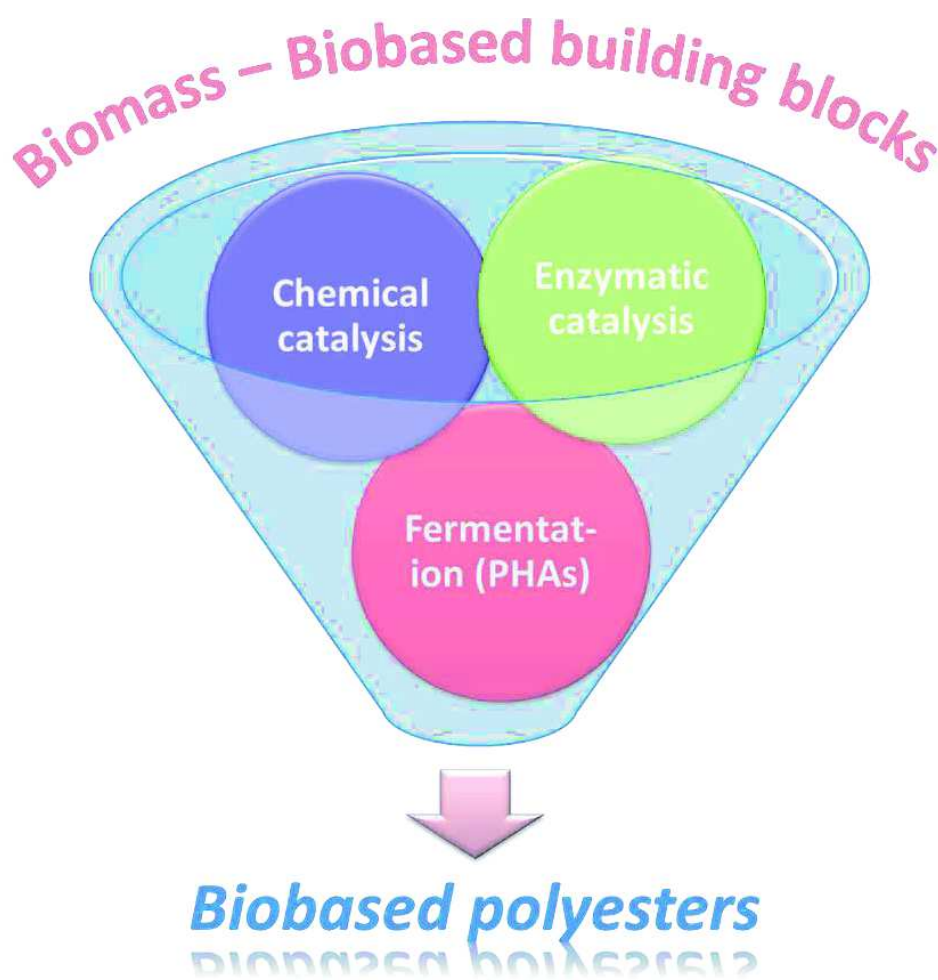 Biomass – Biobased building blocks
Chemical
catalysis
Enzymatic
catalysis
Fermentat-
ion (PHAs)
Biobased polyesters